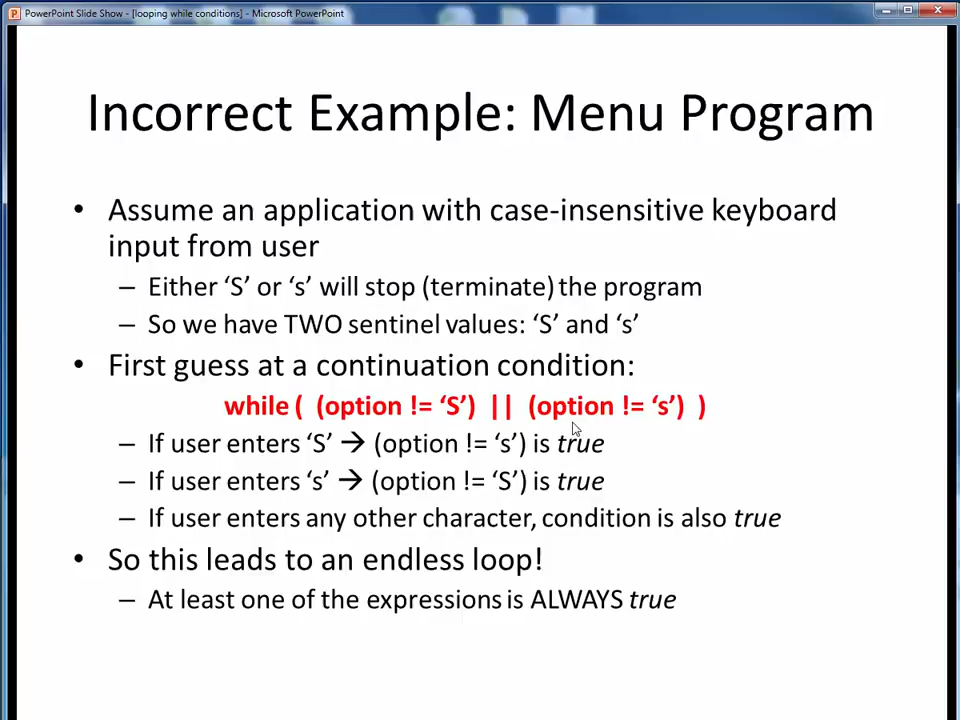 PowerPoint Slide Show - [looping while conditions] - Microsoft PowerPoint
Incorrect Example: Menu Program
• Assume an application with case-insensitive keyboard
input from user
– Either ‘S’ or ‘s’ will stop (terminate) the program
– So we have TWO sentinel values: ‘S’ and ‘s’
• First guess at a continuation condition:
while ( (option != ‘S’) || (option != ‘s’) )
– If user enters ‘S’ → (option != ‘s’) is true
– If user enters ‘s’ → (option != ‘S’) is true
– If user enters any other character, condition is also true
• So this leads to an endless loop!
– At least one of the expressions is ALWAYS true